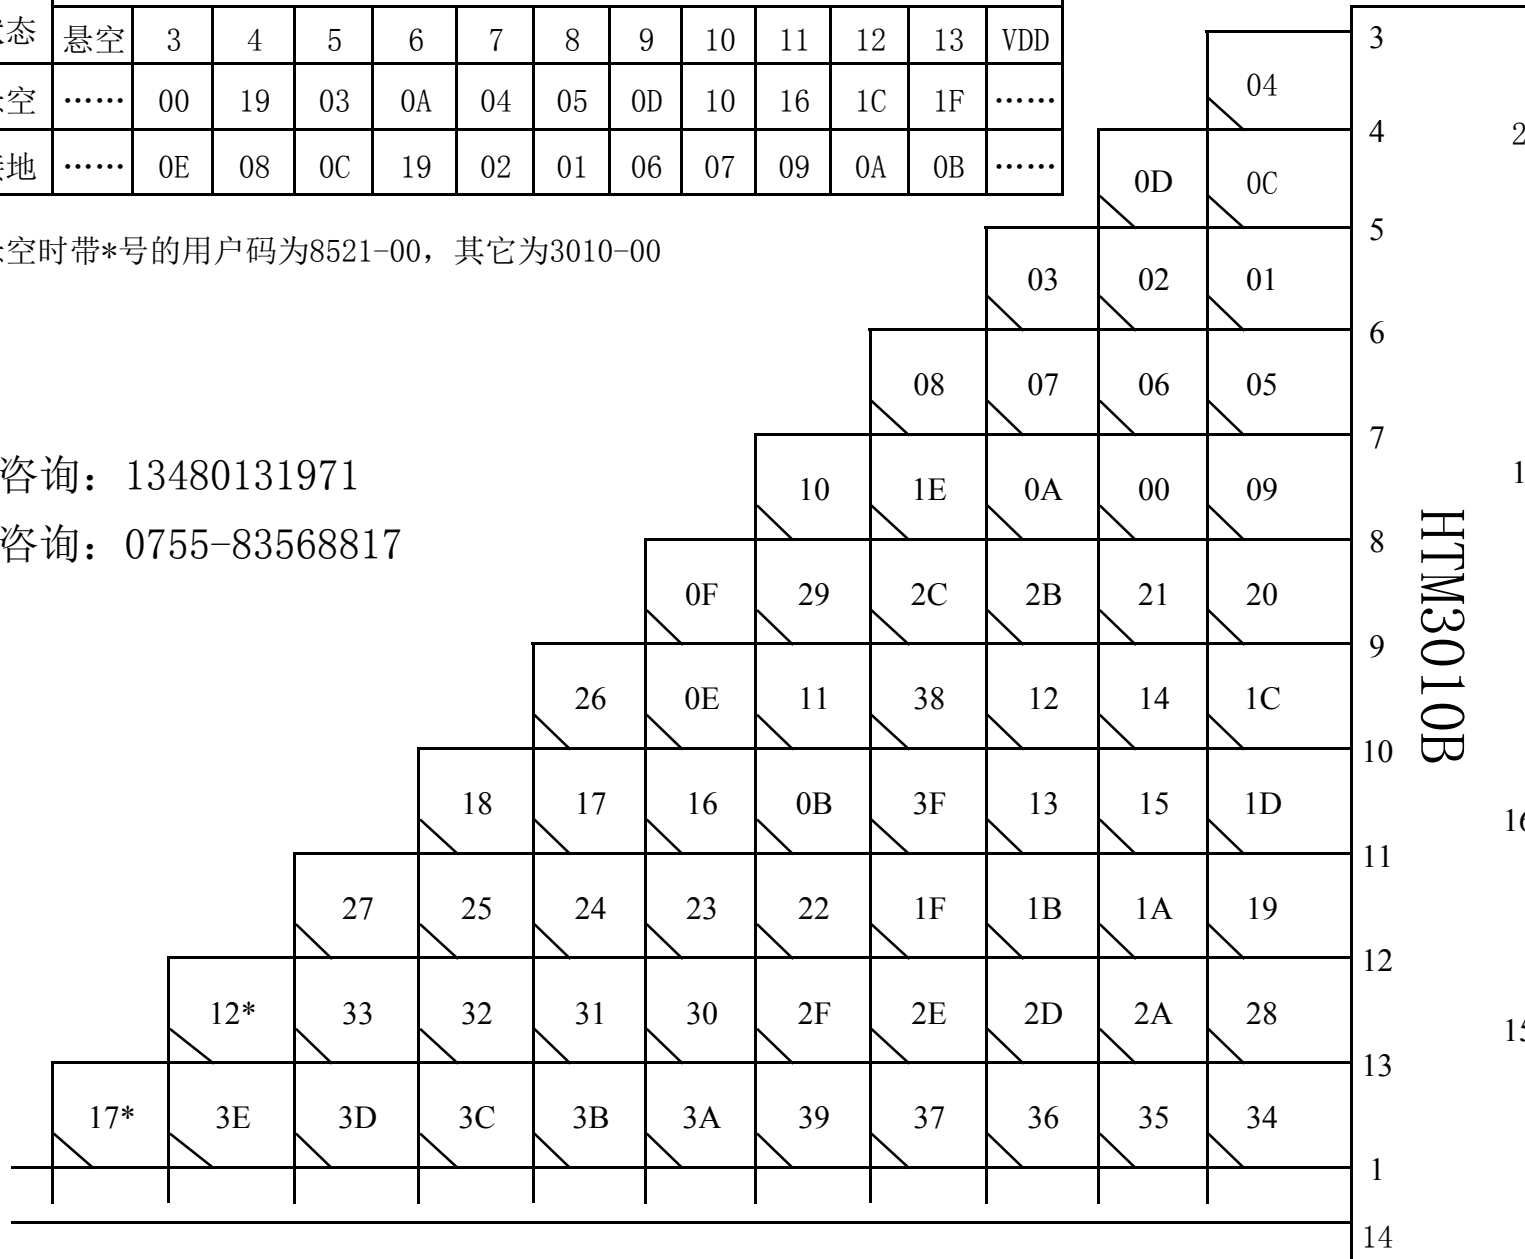 态 悬空 3 4 5 6 7 8 9 10 11 12 13 VDD
空 …… 00 19 03 0A 04 05 0D 10 16 1C 1F ……
地 …… 0E 08 0C 19 02 01 06 07 09 0A 0B ……
空时带*号的用户码为8521-00，其它为3010-00
咨询：13480131971
咨询：0755-83568817
3
04
4
0D 0C
5
03 02 01
6
08 07 06 05
7
10 1E 0A 00 09
8
0F 29 2C 2B 21 20
9
26 0E 11 38 12 14 1C
10
18 17 16 0B 3F 13 15 1D
11
27 25 24 23 22 1F 1B 1A 19
12
12* 33 32 31 30 2F 2E 2D 2A 28
13
17* 3E 3D 3C 3B 3A 39 37 36 35 34
1
14
HTM3010B